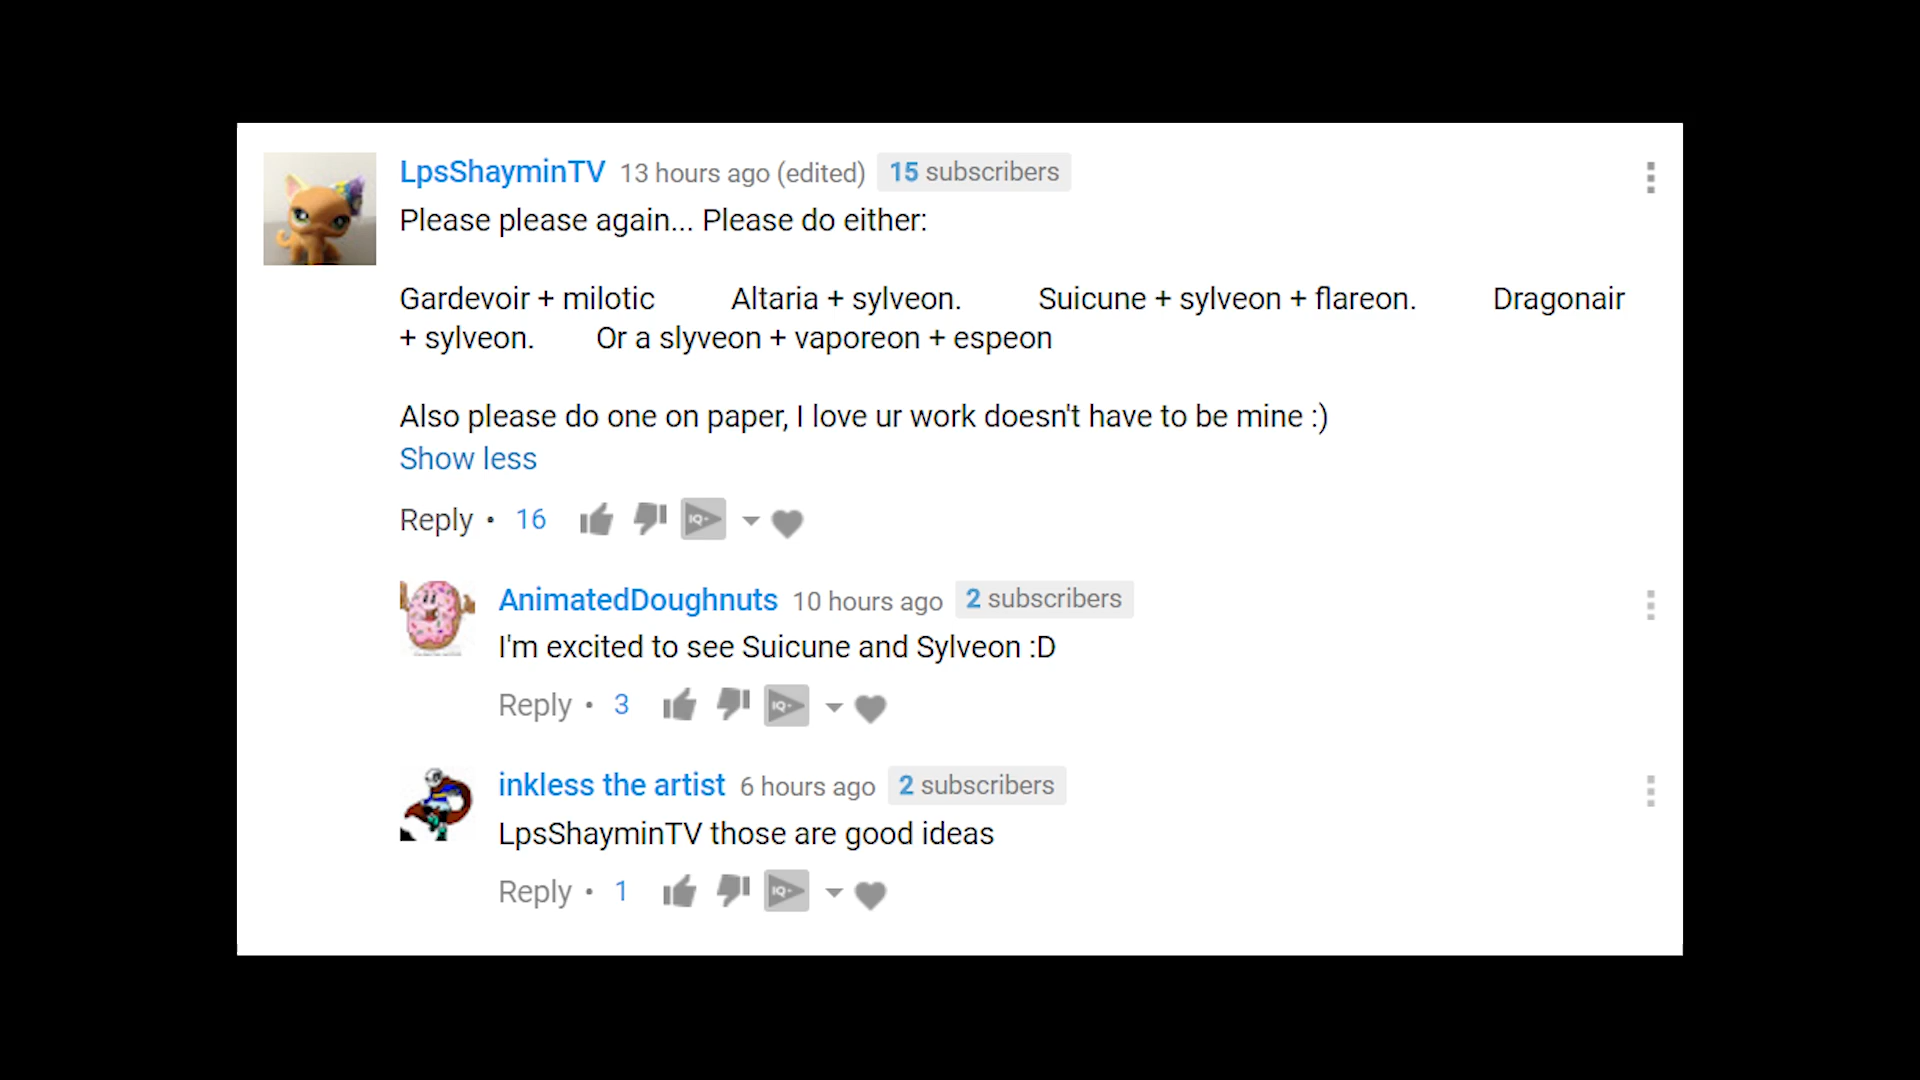 LpsShayminTV 13 hours ago (edited) 15 subscribers
Please please again... Please do either:
Gardevoir + milotic Altaria + sylveon. Suicune + sylveon + flareon. Dragonair
+ sylveon. Or a slyveon + vaporeon + espeon
Also please do one on paper, I love ur work doesn't have to be mine :)
Show less
Reply • 16 IQ
AnimatedDoughnuts 10 hours ago 2 subscribers
I'm excited to see Suicune and Sylveon :D
Reply • 3 IQ
inkless the artist 6 hours ago 2 subscribers
LpsShayminTV those are good ideas
Reply • 1 IQ